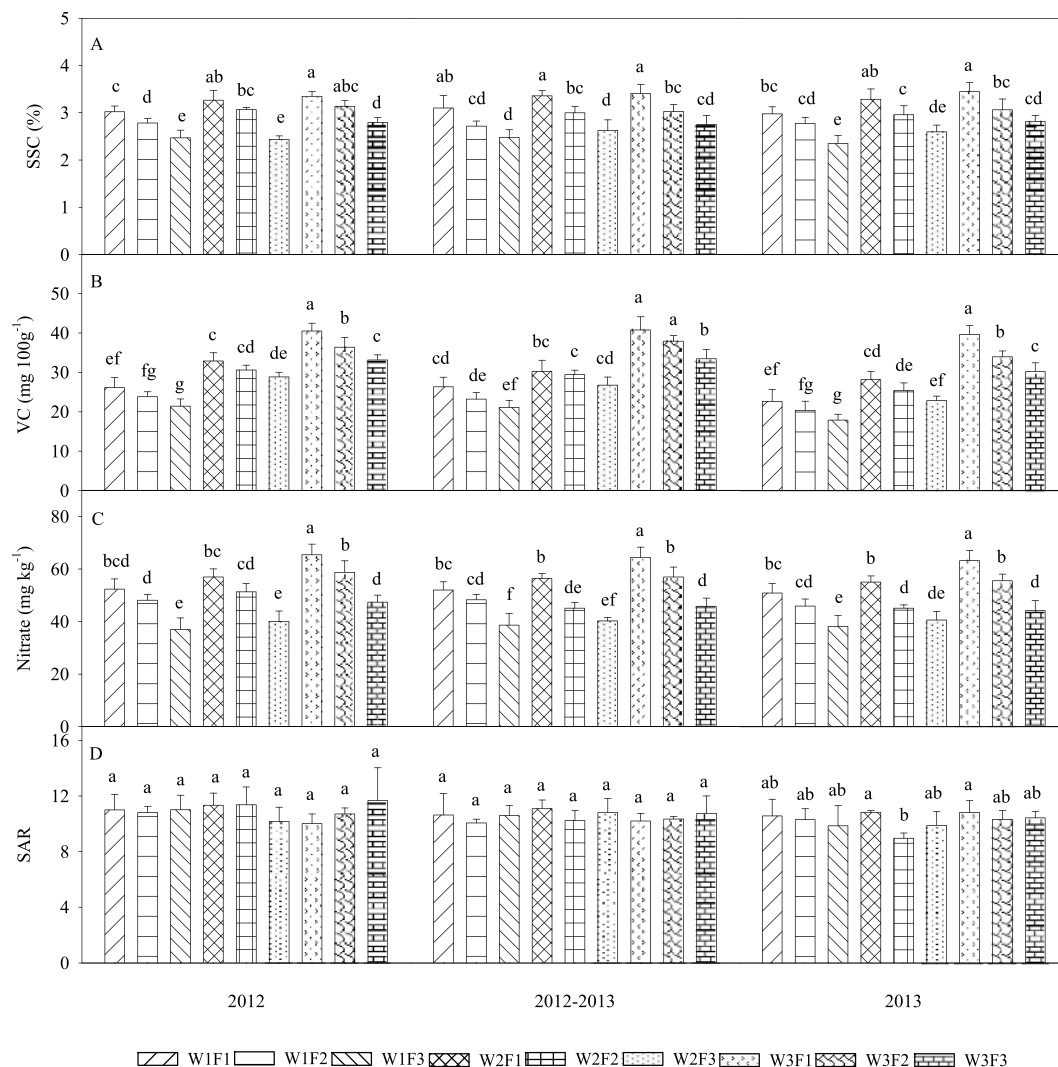 5
A
4
3
2
1
0
SSC (%)
c d e ab bc e a abc d
ab cd d a bc d a bc cd
bc c e ab c de a bc c
B
50
40
30
20
10
0
VC (mg 100g-1)
ef fg g c cd de a b c
cd de ef bc c cd a a b
ef fg g cd de ef a b c
C
80
60
40
20
0
Nitrate (mg kg-1)
bcd d e bc cd e a b d
bc cd f b de ef a b d
bc cd e b d de a b d
D
16
12
8
4
0
SAR
a a a a a a a a a
a a a a a a a a a
ab ab ab a b ab a ab ab
2012 2012-2013 2013
W1F1 W1F2 W1F3 W2F1 W2F2 W2F3 W3F1 W3F2 W3F3